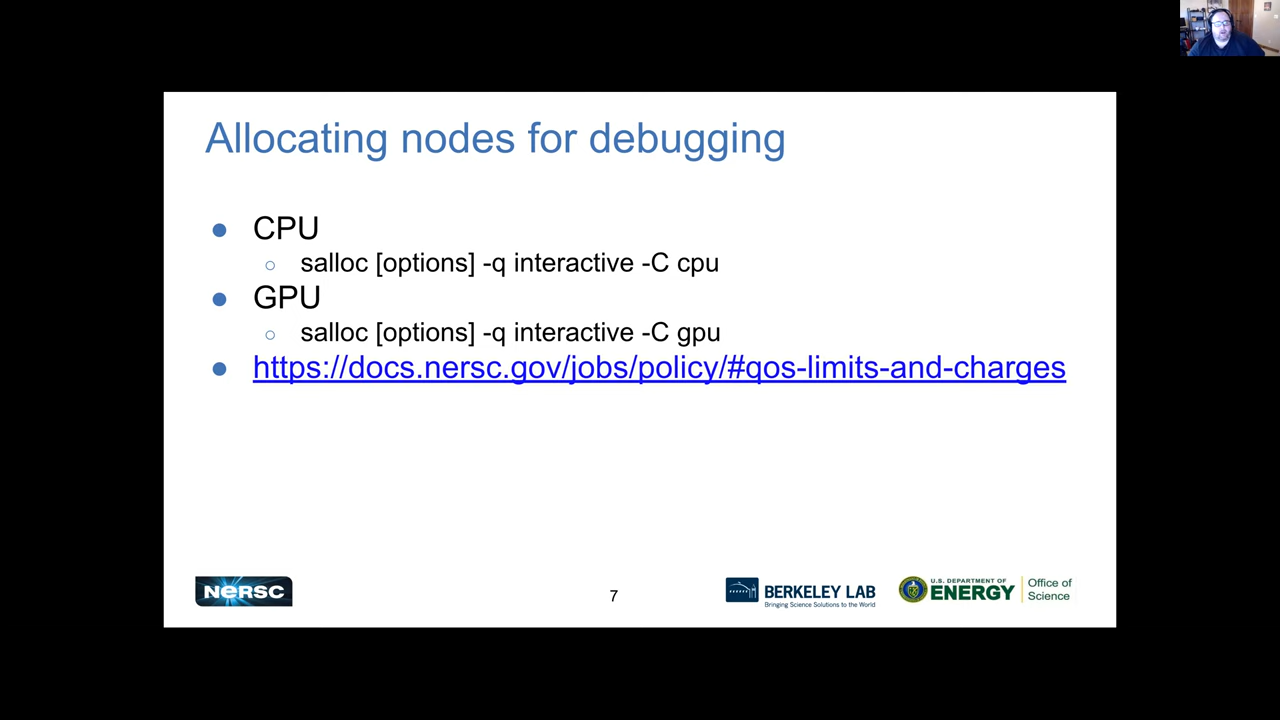 Allocating nodes for debugging
● CPU
○ salloc [options] -q interactive -C cpu
● GPU
○ salloc [options] -q interactive -C gpu
● https://docs.nersc.gov/jobs/policy/#qos-limits-and-charges
NERSC
7
BERKELEY LAB
Bringing Science Solutions to the World
U.S. DEPARTMENT OF
ENERGY
Office of
Science